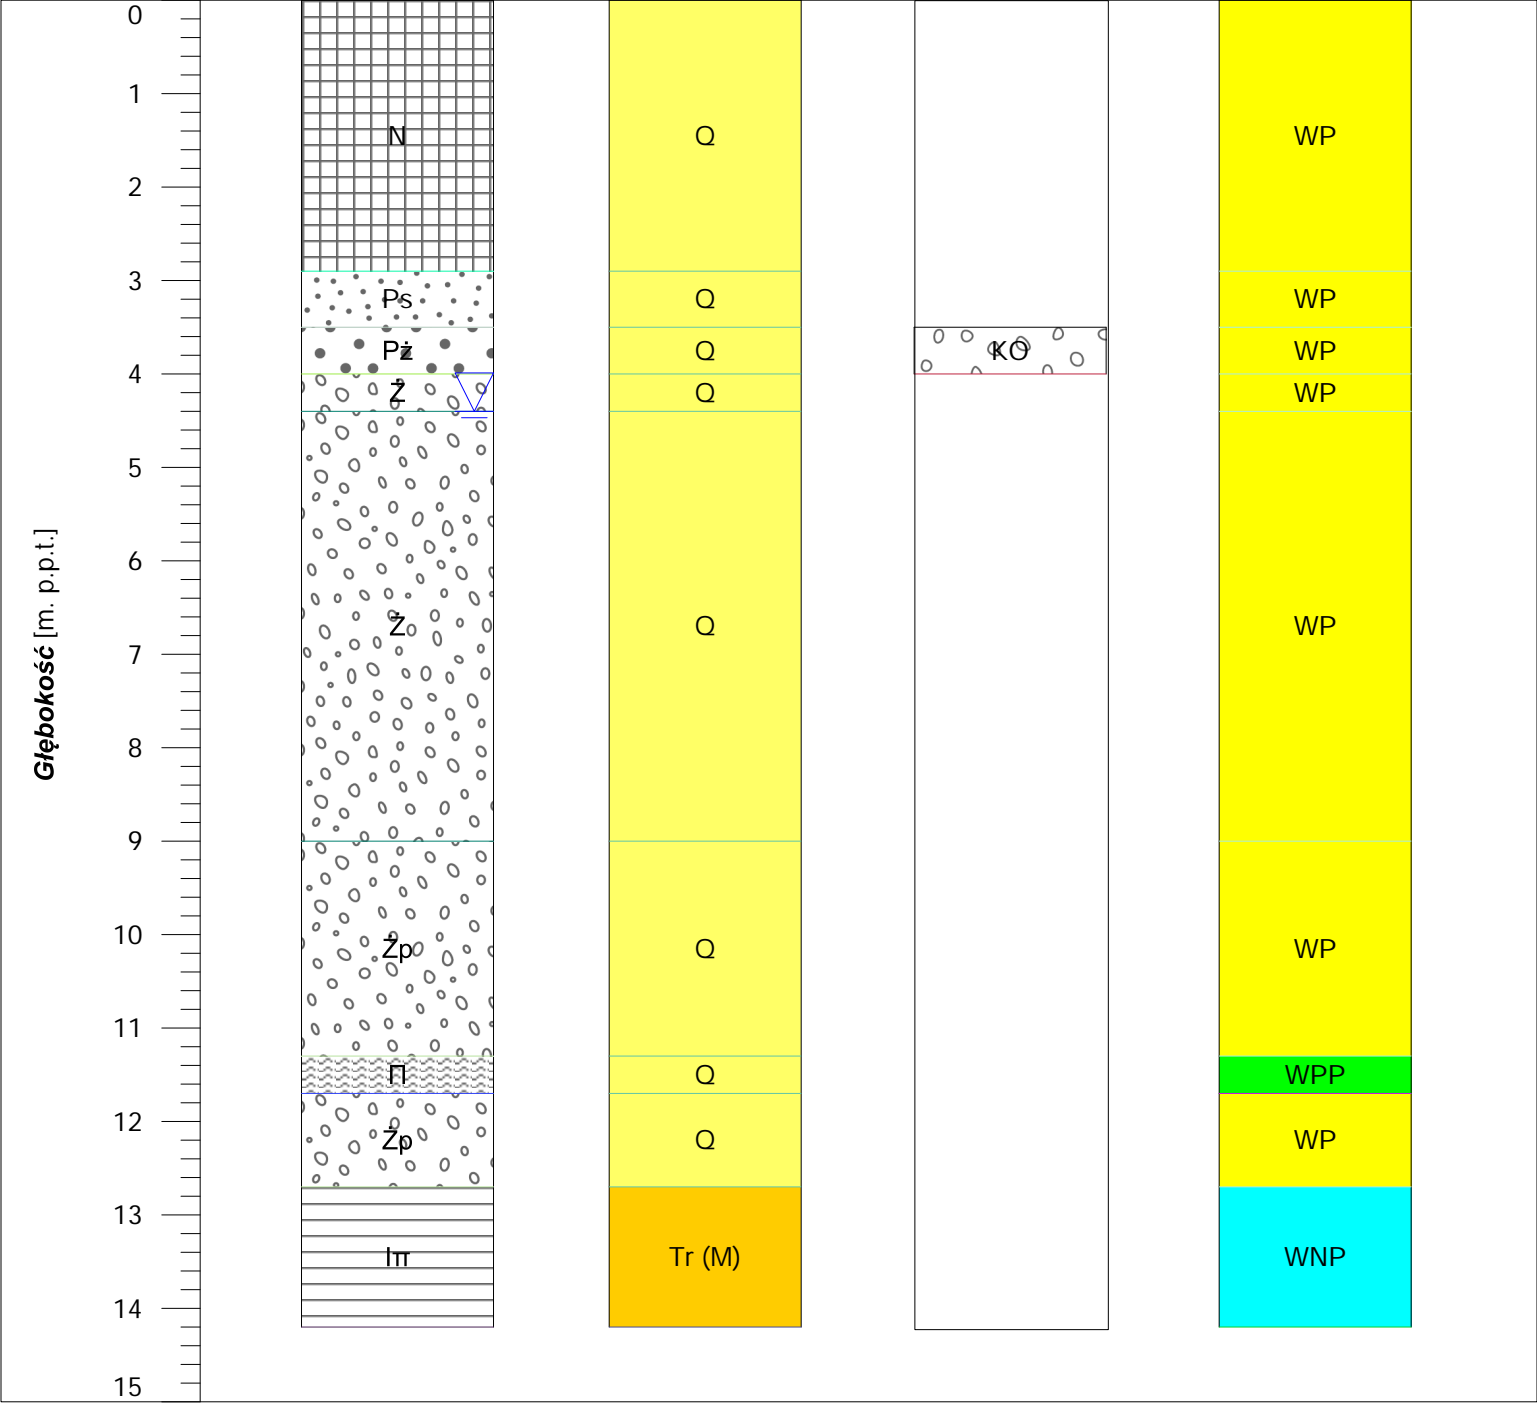 0
N
Q
WP
1
2
3
Ps
Q
WP
Pż
Q
KO
WP
4
Ż
Q
WP
5
6
Głębokość [m. p.p.t.]
Ż
Q
WP
7
8
9
10
Żp
Q
WP
11
Π
Q
WPP
12
Żp
Q
WP
13
Iπ
Tr (M)
WNP
14
15